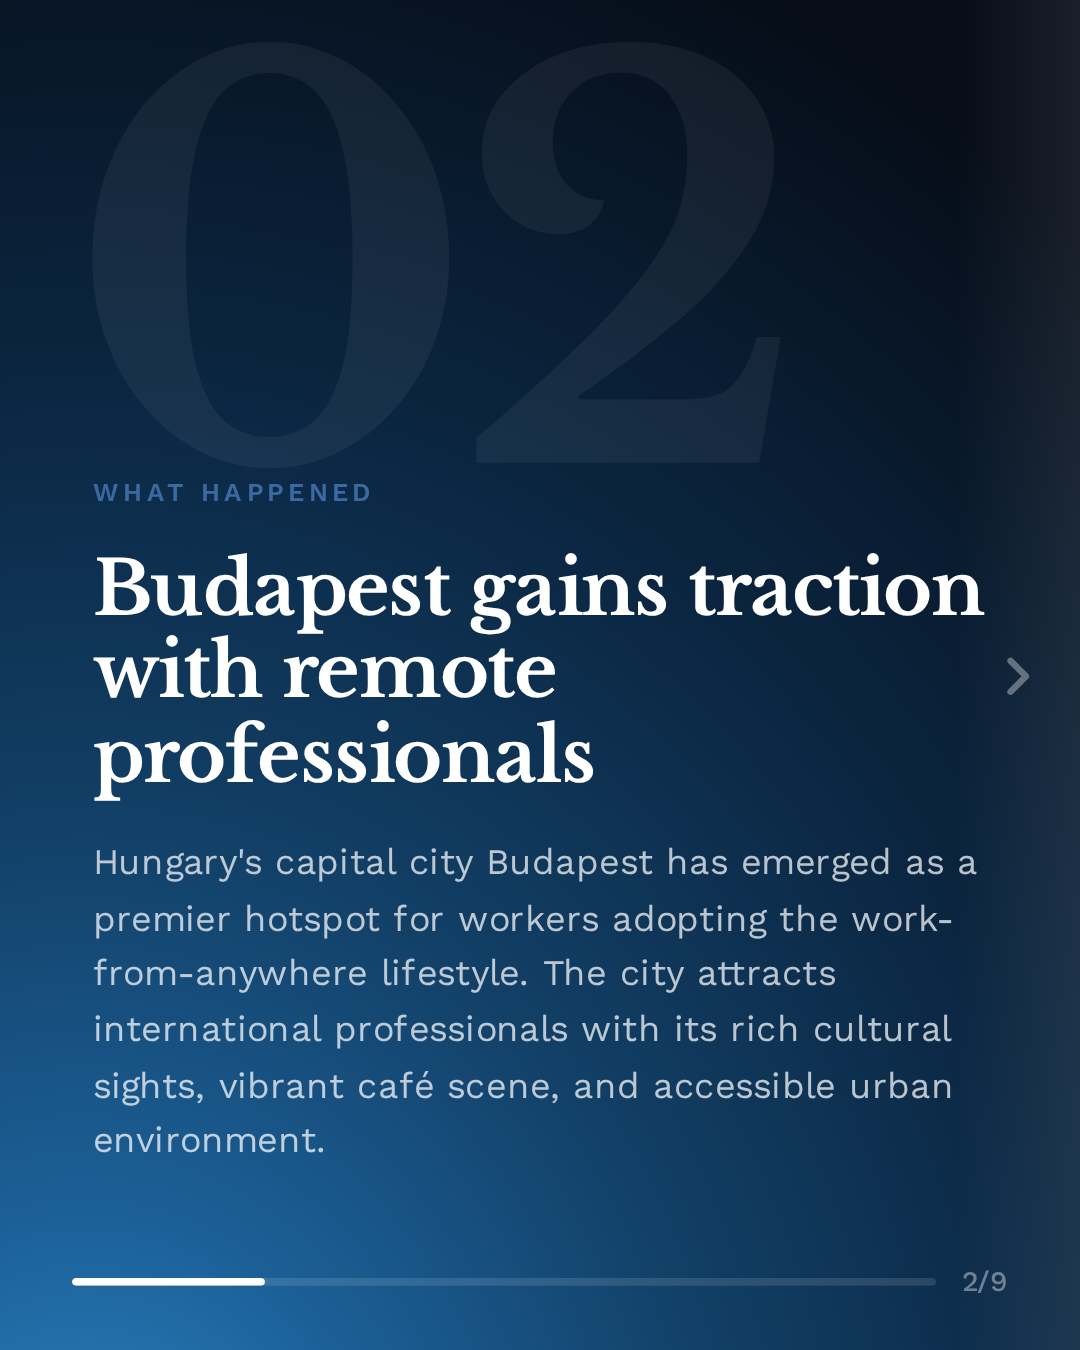 02
WHAT HAPPENED
Budapest gains traction
with remote
professionals
Hungary's capital city Budapest has emerged as a
premier hotspot for workers adopting the work-
from-anywhere lifestyle. The city attracts
international professionals with its rich cultural
sights, vibrant café scene, and accessible urban
environment.
2/9